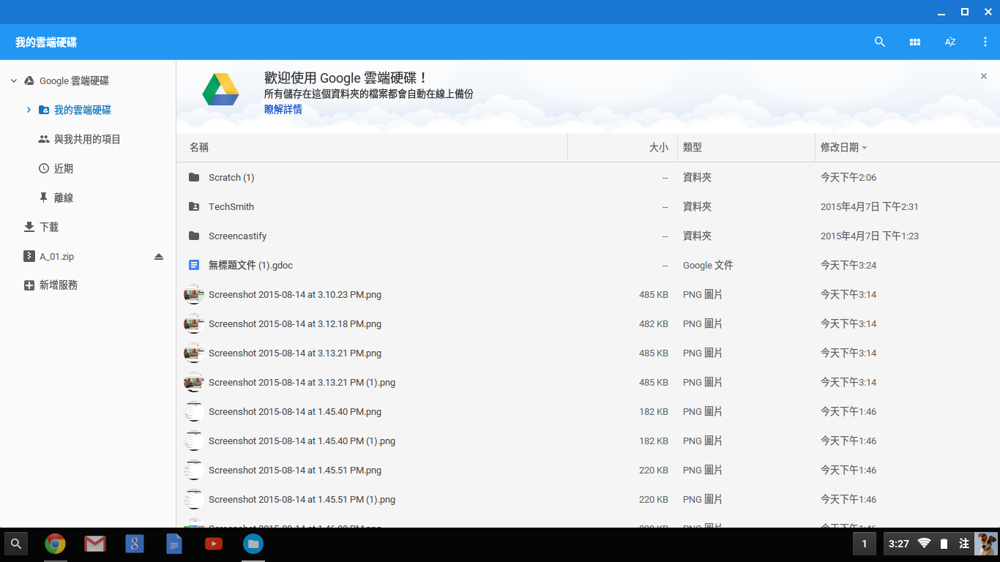 我的雲端硬碟
AZ
Google 雲端硬碟
我的雲端硬碟
與我共用的項目
近期
離線
下載
A_01.zip
新增服務
歡迎使用 Google 雲端硬碟！
所有儲存在這個資料夾的檔案都會自動在線上備份
瞭解詳情
名稱 大小 類型 修改日期
Scratch (1) -- 資料夾 今天下午2:06
TechSmith -- 資料夾 2015年4月7日 下午2:31
Screencastify -- 資料夾 2015年4月7日 下午1:23
無標題文件 (1).gdoc -- Google 文件 今天下午3:24
Screenshot 2015-08-14 at 3.10.23 PM.png 485 KB PNG 圖片 今天下午3:14
Screenshot 2015-08-14 at 3.12.18 PM.png 482 KB PNG 圖片 今天下午3:14
Screenshot 2015-08-14 at 3.13.21 PM.png 485 KB PNG 圖片 今天下午3:14
Screenshot 2015-08-14 at 3.13.21 PM (1).png 485 KB PNG 圖片 今天下午3:14
Screenshot 2015-08-14 at 1.45.40 PM.png 182 KB PNG 圖片 今天下午1:46
Screenshot 2015-08-14 at 1.45.40 PM (1).png 182 KB PNG 圖片 今天下午1:46
Screenshot 2015-08-14 at 1.45.51 PM.png 220 KB PNG 圖片 今天下午1:46
Screenshot 2015-08-14 at 1.45.51 PM (1).png 220 KB PNG 圖片 今天下午1:46
g
1 3:27 注